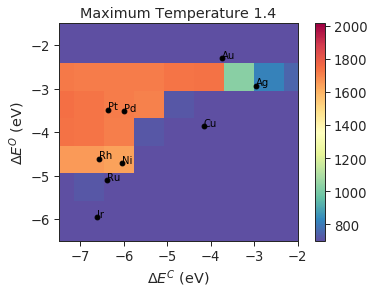 Maximum Temperature 1.4
−2
−3
−4
−5
−6
ΔE^O (eV)
Au
Ag
Pt
Pd
Cu
Rh
Ni
Ru
Ir
−7
−6
−5
−4
−3
−2
ΔE^C (eV)
2000
1800
1600
1400
1200
1000
800